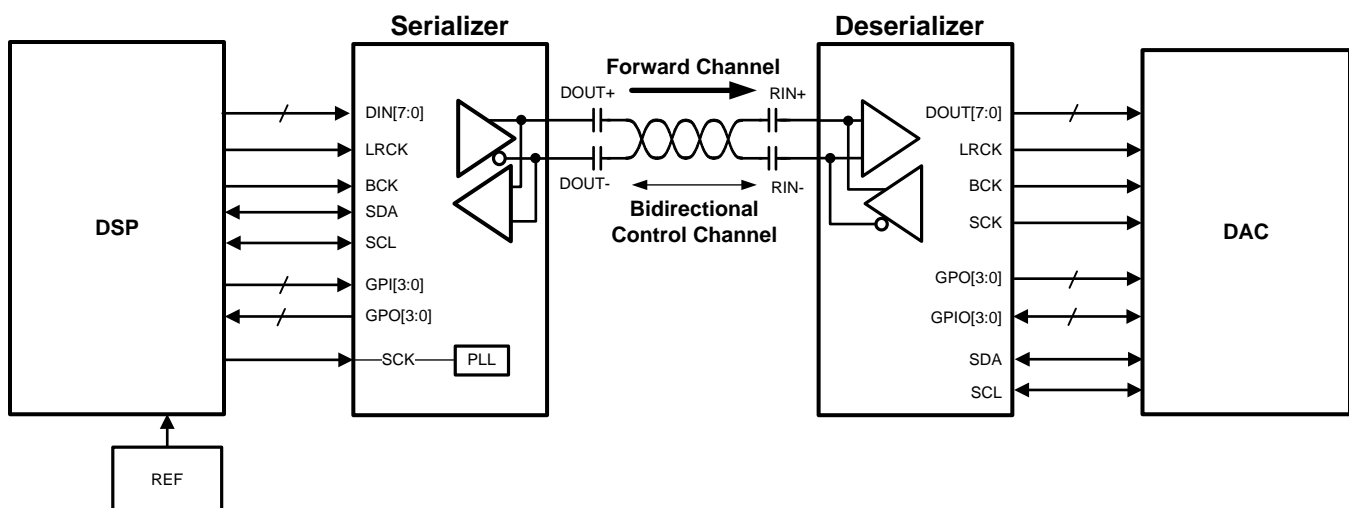 Serializer
Deserializer
Forward Channel
DOUT+
RIN+
DIN[7:0]
DOUT[7:0]
LRCK
LRCK
BCK
BCK
DOUT-
RIN-
SDA
SCK
Bidirectional
Control Channel
DSP
DAC
SCL
GPI[3:0]
GPO[3:0]
GPO[3:0]
GPIO[3:0]
SCK
PLL
SDA
SCL
REF